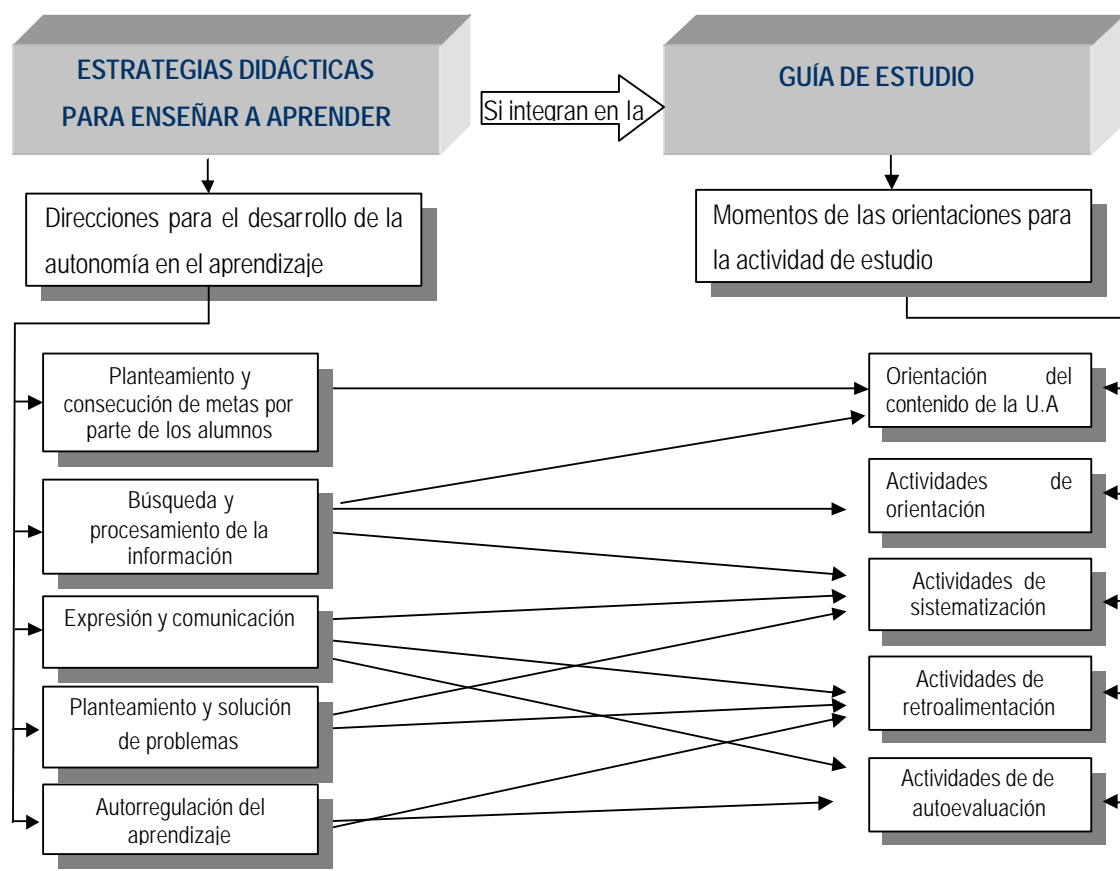 ESTRATEGIAS DIDÁCTICAS
PARA ENSEÑAR A APRENDER
Si integran en la
GUÍA DE ESTUDIO
Direcciones para el desarrollo de la
autonomía en el aprendizaje
Momentos de las orientaciones para
la actividad de estudio
Planteamiento y
consecución de metas por
parte de los alumnos
Búsqueda y
procesamiento de la
información
Expresión y comunicación
Planteamiento y solución
de problemas
Autorregulación del
aprendizaje
Orientación del
contenido de la U.A
Actividades de
orientación
Actividades de
sistematización
Actividades de
retroalimentación
Actividades de de
autoevaluación